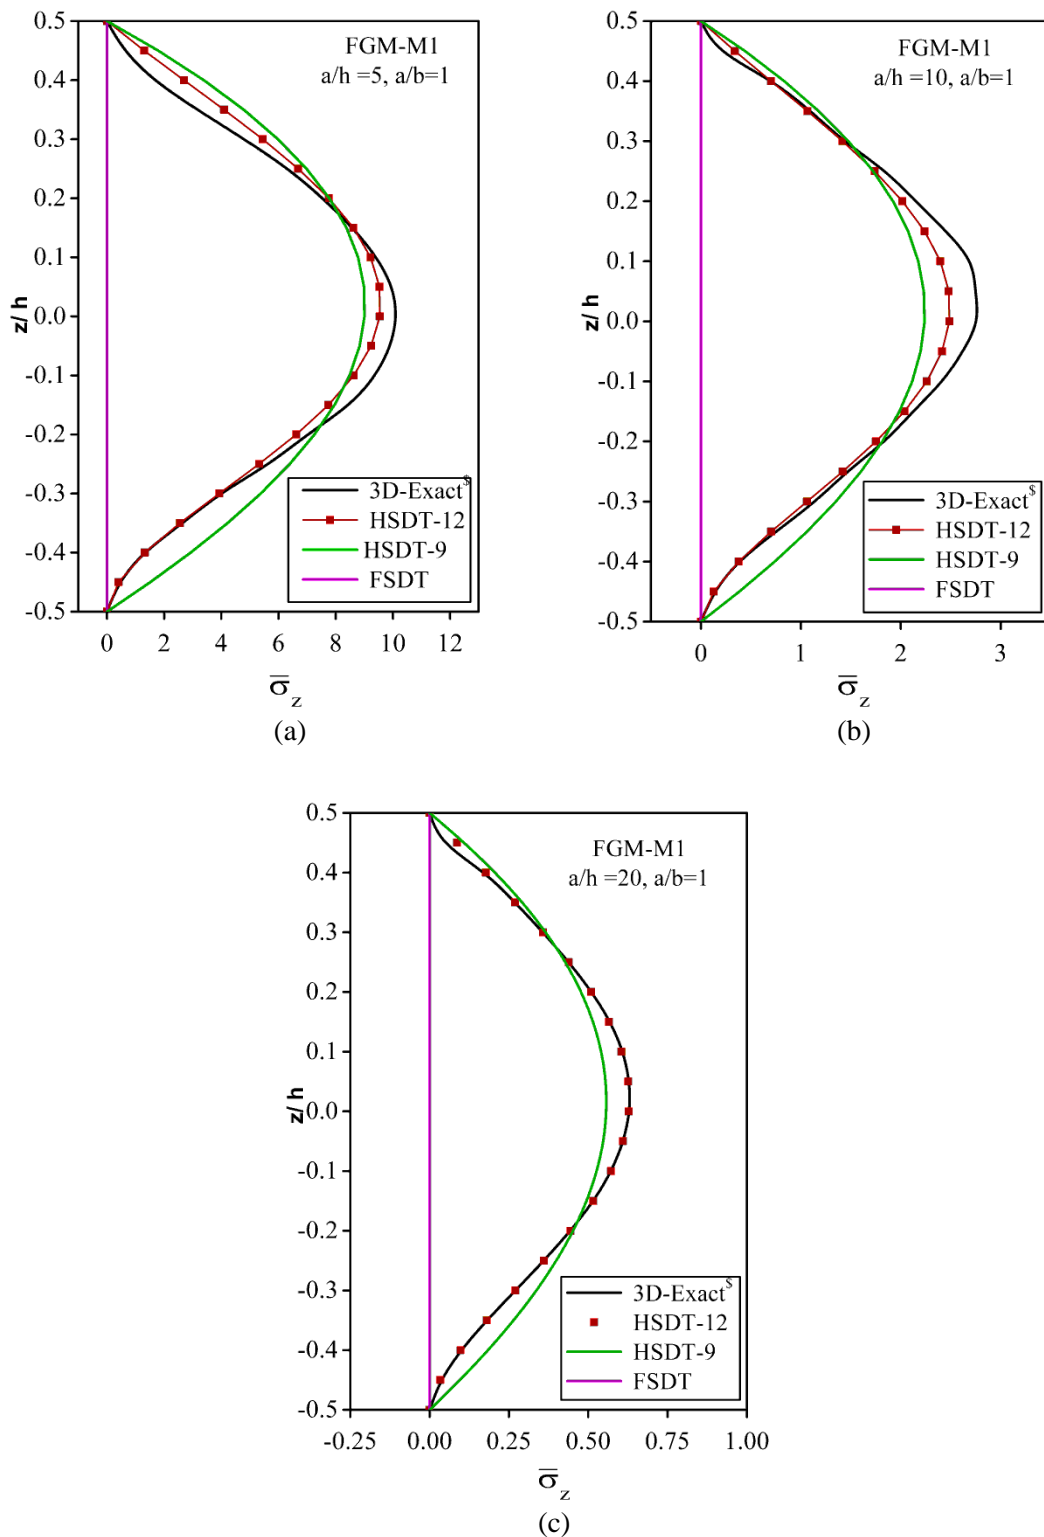 0.5
0.4
0.3
0.2
0.1
0.0
-0.1
-0.2
-0.3
-0.4
-0.5
z/ h
FGM-M1
a/h =5, a/b=1
3D-Exact$
HSDT-12
HSDT-9
FSDT
0 2 4 6 8 10 12
σ̅z
(a)
0.5
0.4
0.3
0.2
0.1
0.0
-0.1
-0.2
-0.3
-0.4
-0.5
z/ h
FGM-M1
a/h =10, a/b=1
3D-Exact$
HSDT-12
HSDT-9
FSDT
0 1 2 3
σ̅z
(b)
0.5
0.4
0.3
0.2
0.1
0.0
-0.1
-0.2
-0.3
-0.4
-0.5
z/ h
FGM-M1
a/h =20, a/b=1
3D-Exact$
HSDT-12
HSDT-9
FSDT
-0.25 0.00 0.25 0.50 0.75 1.00
σ̅z
(c)